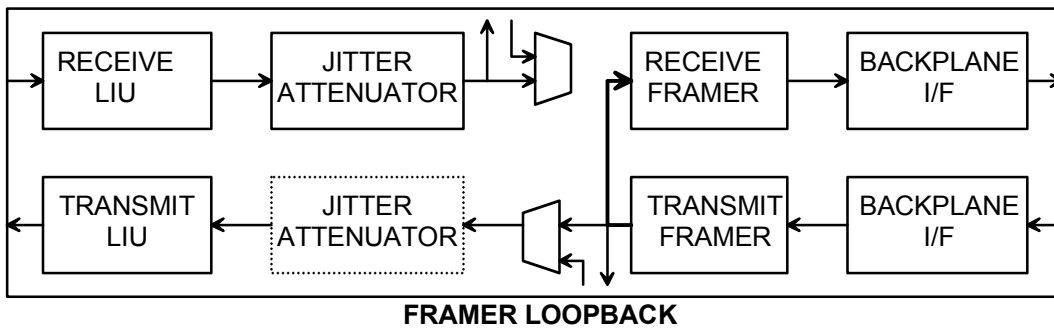 RECEIVE
LIU
JITTER
ATTENUATOR
RECEIVE
FRAMER
BACKPLANE
I/F
TRANSMIT
LIU
JITTER
ATTENUATOR
TRANSMIT
FRAMER
BACKPLANE
I/F
FRAMER LOOPBACK